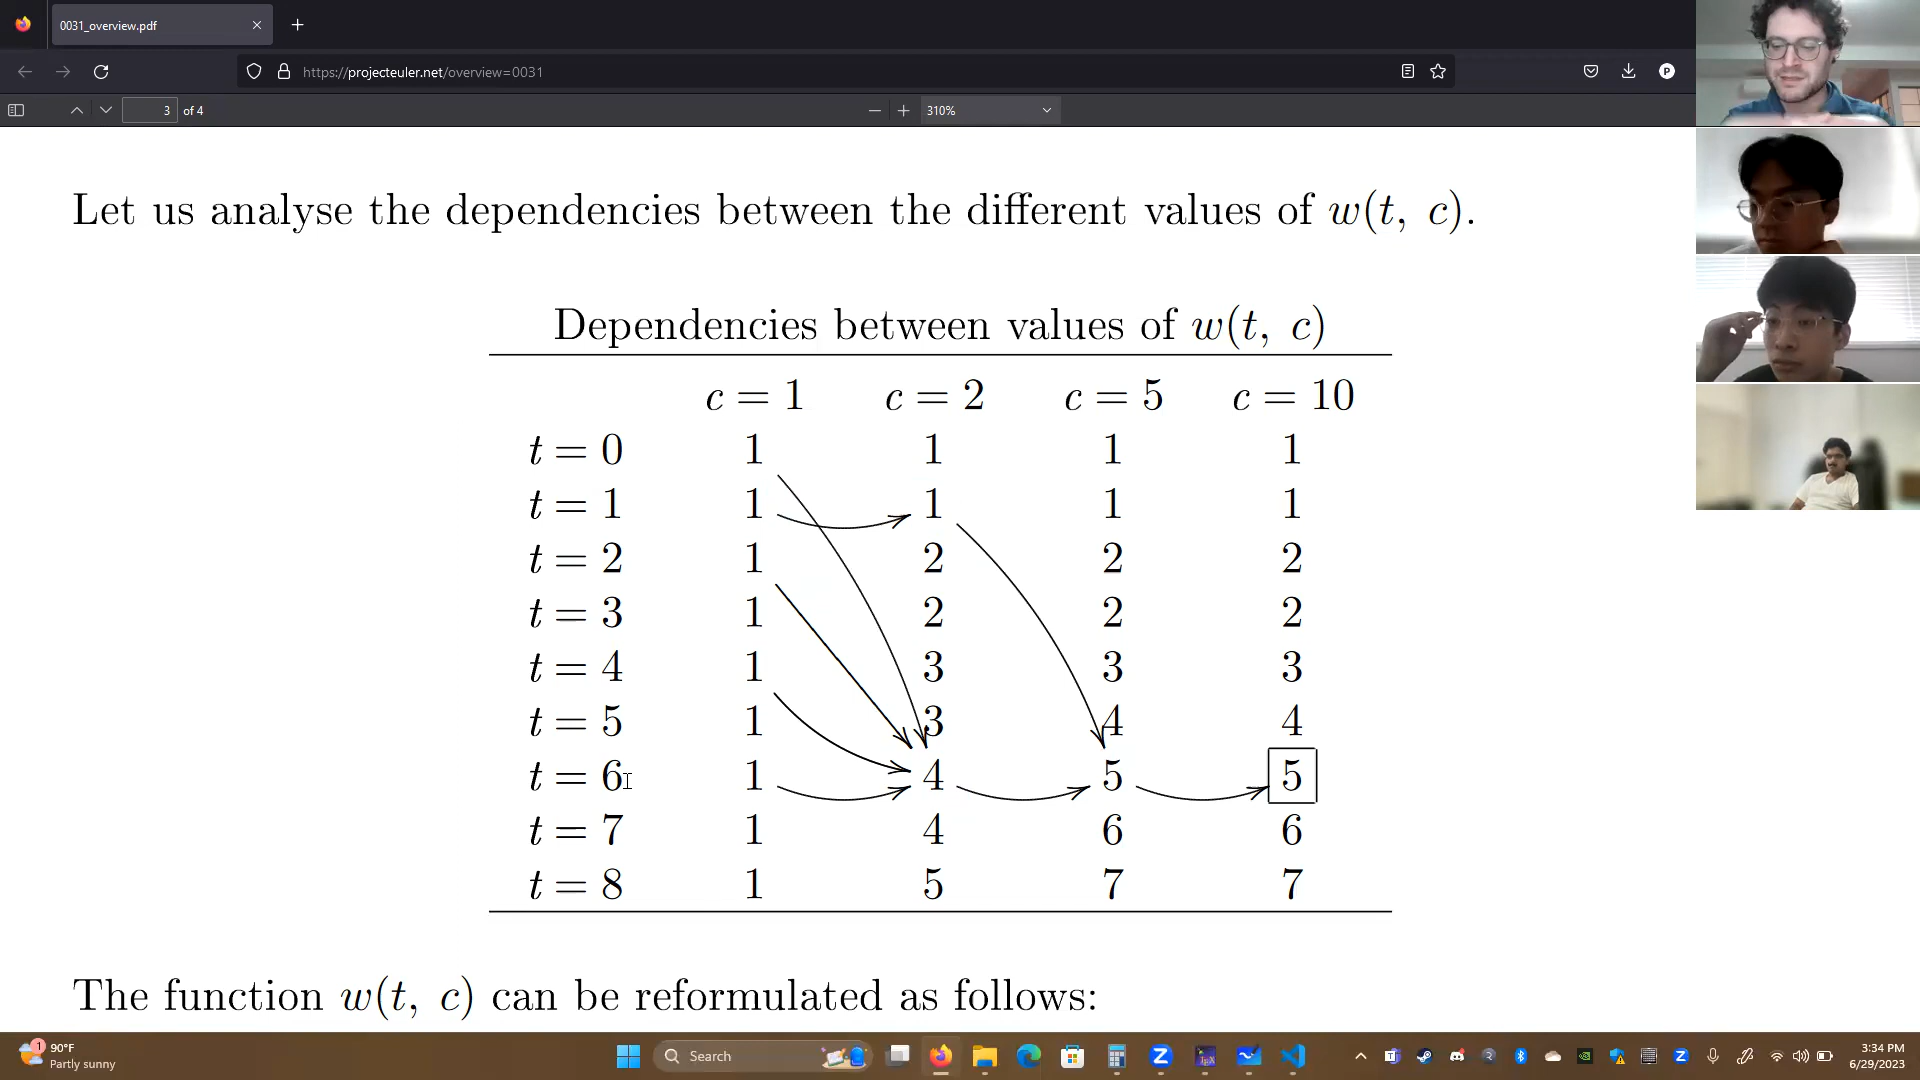 0031_overview.pdf
https://projecteuler.net/overview=0031
P
3 of 4
310%
Let us analyse the dependencies between the different values of w(t, c).
Dependencies between values of w(t, c)
c = 1 c = 2 c = 5 c = 10
t = 0 1 1 1 1
t = 1 1 1 1 1
t = 2 1 2 2 2
t = 3 1 2 2 2
t = 4 1 3 3 3
t = 5 1 3 4 4
t = 6 1 4 5 5
t = 7 1 4 6 6
t = 8 1 5 7 7
The function w(t, c) can be reformulated as follows:
1
90°F
Partly sunny
Search
3:34 PM
6/29/2023